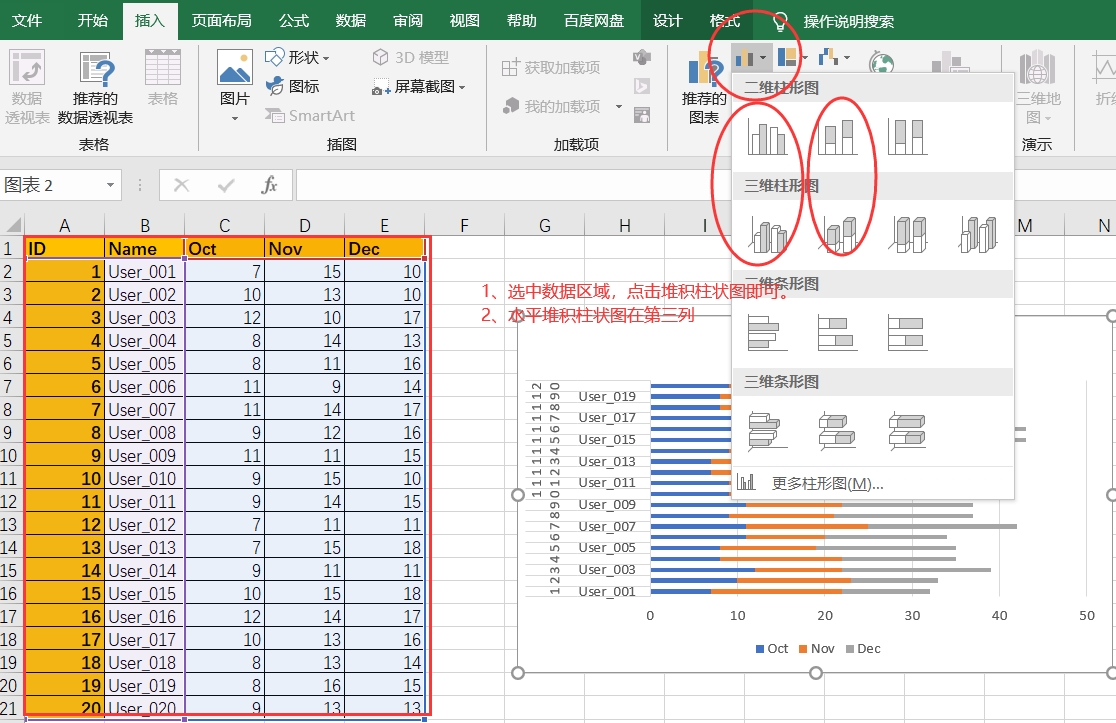 文件 开始 插入 页面布局 公式 数据 审阅 视图 帮助 百度网盘 设计 格式 操作说明搜索
数据
透视表
推荐的
数据透视表
表格
表格
图片
形状
图标
SmartArt
3D 模型
屏幕截图
插图
获取加载项
我的加载项
加载项
推荐的
图表
三维地
图
演示
折线
二维柱形图
三维柱形图
二维条形图
三维条形图
更多柱形图(M)...
图表 2
fx
A B C D E F G H I M N
1 ID Name Oct Nov Dec
2 1 User_001 7 15 10
3 2 User_002 10 13 10
4 3 User_003 12 10 17
5 4 User_004 8 14 13
6 5 User_005 8 11 16
7 6 User_006 11 9 14
8 7 User_007 11 14 17
9 8 User_008 9 12 16
10 9 User_009 11 11 15
11 10 User_010 9 15 10
12 11 User_011 9 14 15
13 12 User_012 7 11 11
14 13 User_013 7 15 18
15 14 User_014 9 11 11
16 15 User_015 10 15 18
17 16 User_016 12 14 17
18 17 User_017 10 13 16
19 18 User_018 8 13 14
20 19 User_019 8 16 15
21 20 User_020 9 13 13
1、选中数据区域，点击堆积柱状图即可。
2、水平堆积柱状图在第三列
User_019
User_017
User_015
User_013
User_011
User_009
User_007
User_005
User_003
User_001
1 2 3 4 5 6 7 8 9 10 11 12 13 14 15 16 17 18 19 20
0 10 20 30 40 50
Oct Nov Dec